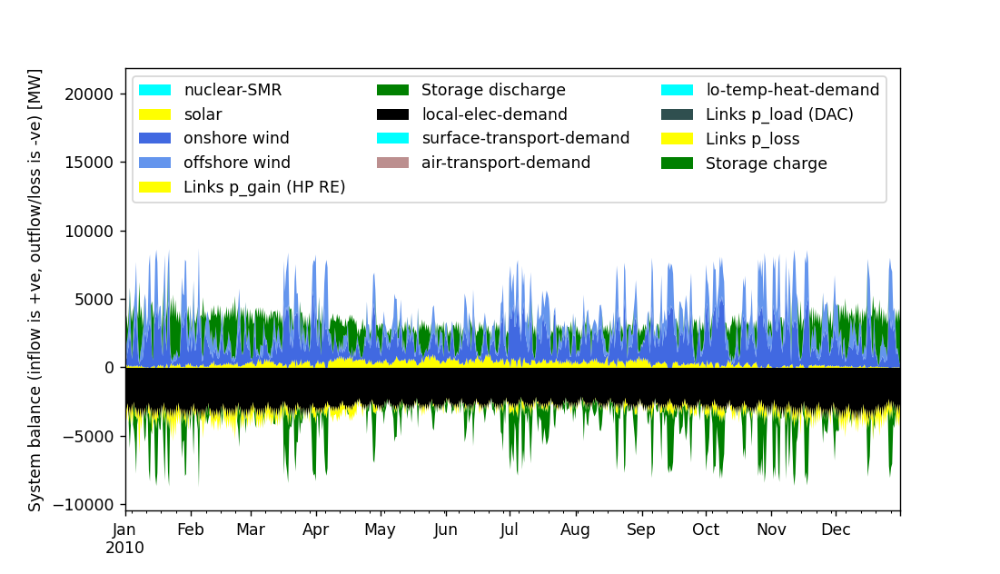 System balance (inflow is +ve, outflow/loss is -ve) [MW]
20000
15000
10000
5000
0
−5000
−10000
nuclear-SMR
solar
onshore wind
offshore wind
Links p_gain (HP RE)
Storage discharge
local-elec-demand
surface-transport-demand
air-transport-demand
lo-temp-heat-demand
Links p_load (DAC)
Links p_loss
Storage charge
Jan Feb Mar Apr May Jun Jul Aug Sep Oct Nov Dec
2010